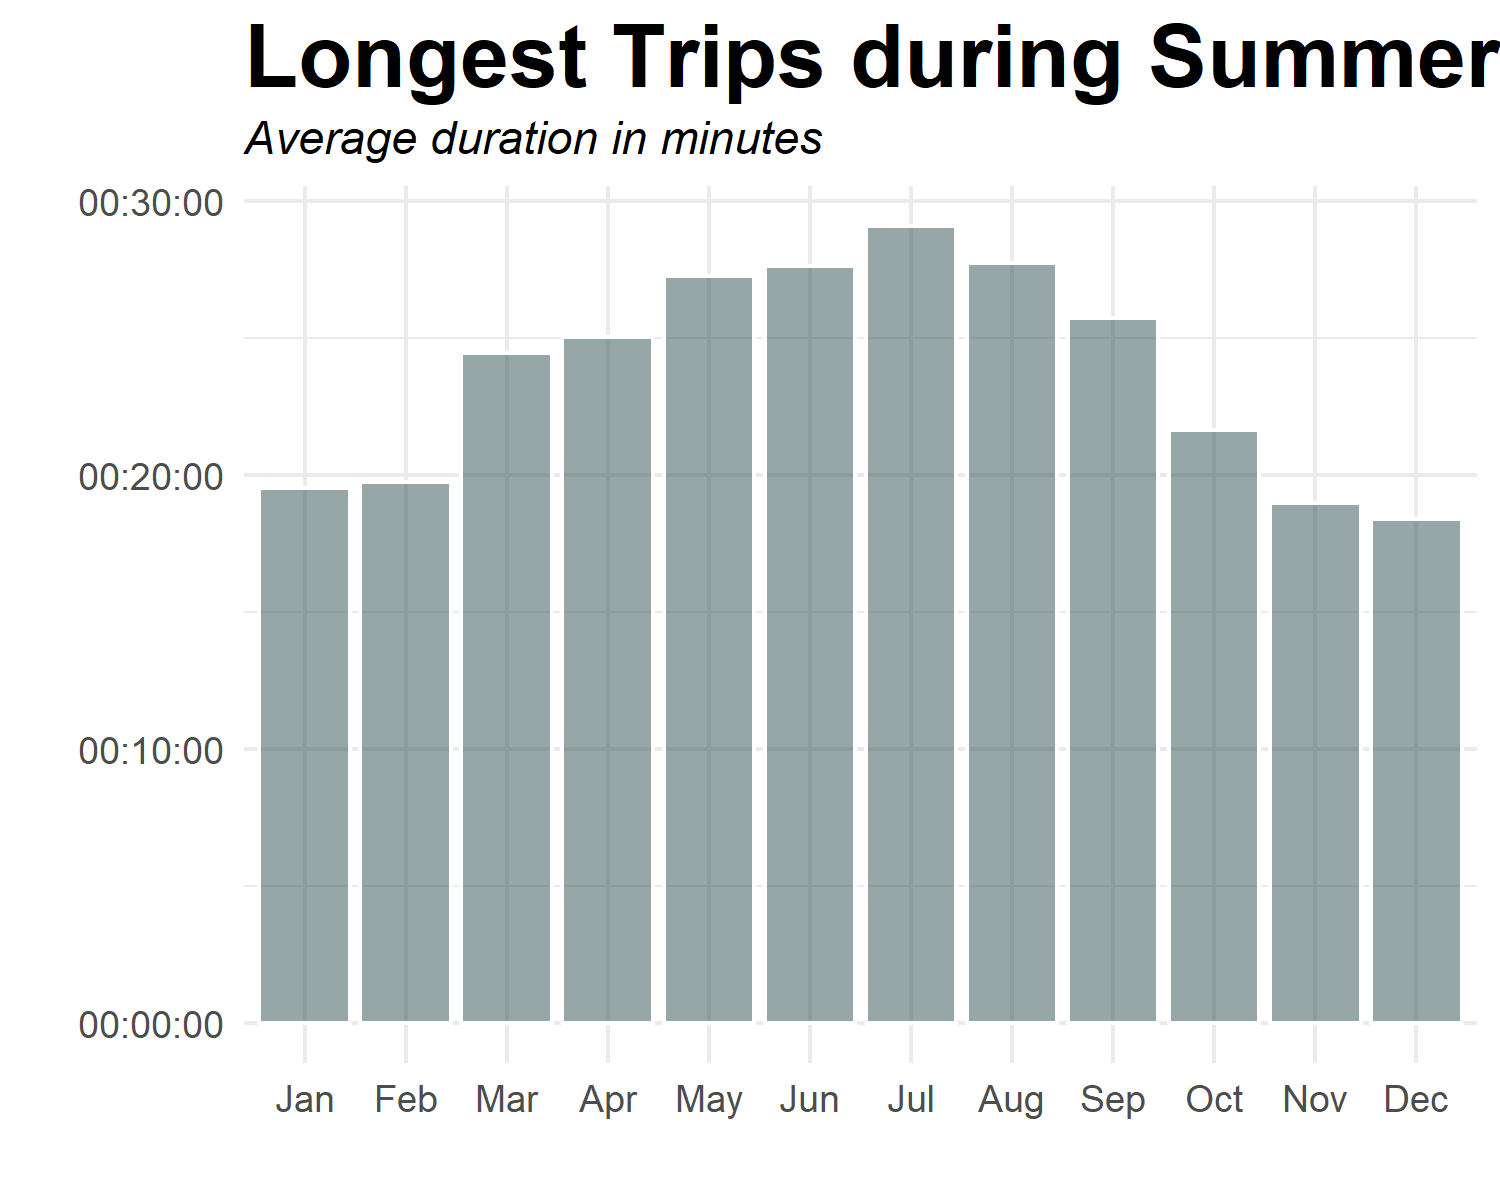 Longest Trips during Summer
Average duration in minutes
00:30:00
00:20:00
00:10:00
00:00:00
Jan Feb Mar Apr May Jun Jul Aug Sep Oct Nov Dec